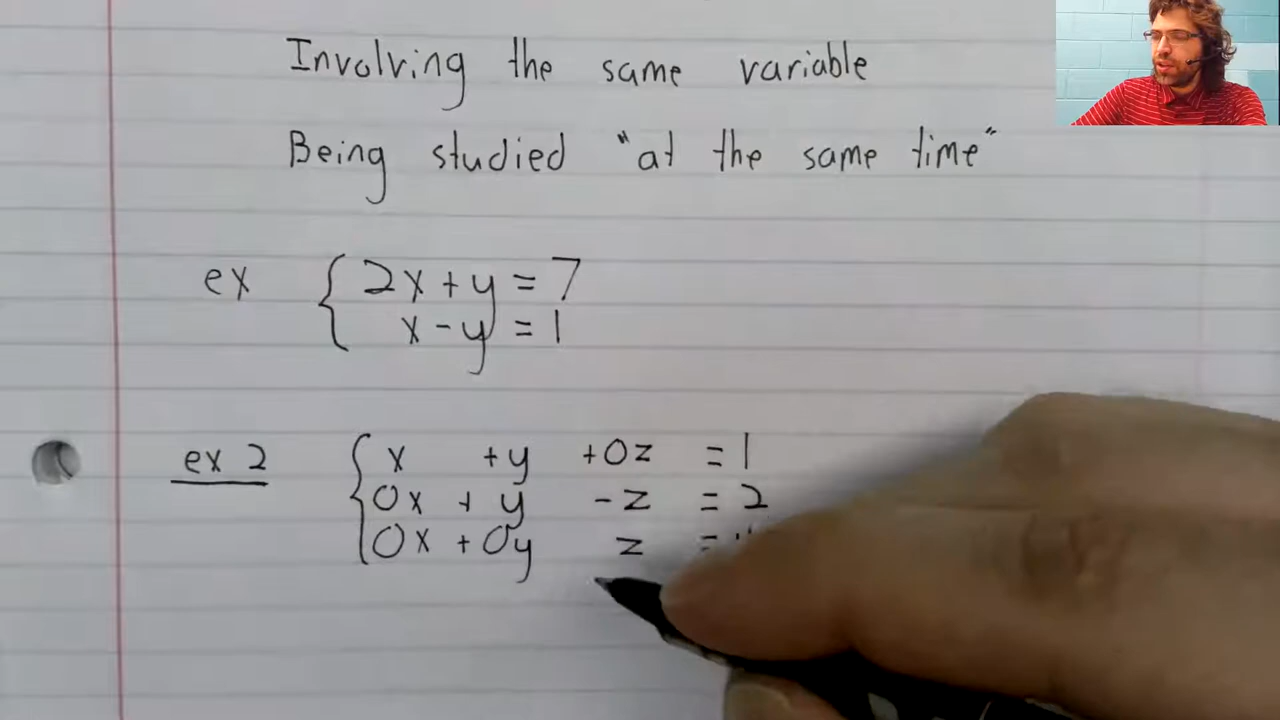 Involving the same variable
Being studied "at the same time"
ex { 2x + y = 7
x - y = 1
ex 2 { x + y + 0z = 1
0x + y - z = 2
0x + 0y z =